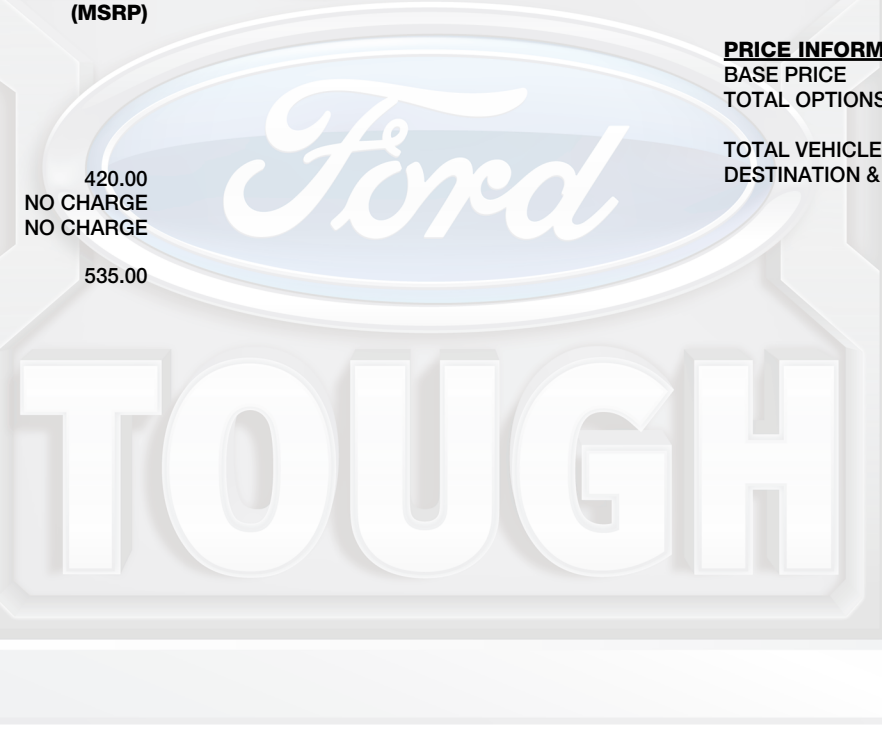 (MSRP)
PRICE INFORM
BASE PRICE
TOTAL OPTIONS
TOTAL VEHICLE
DESTINATION &
420.00
NO CHARGE
NO CHARGE
535.00
Ford
TOUGH